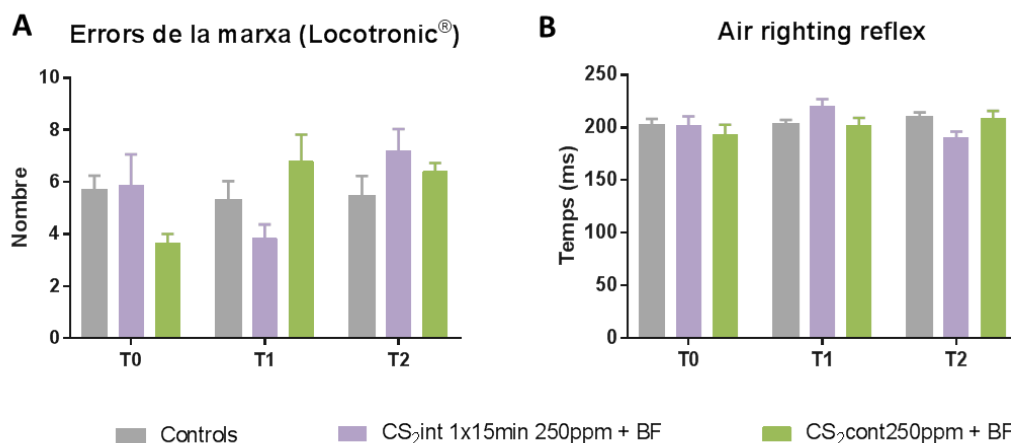 A Errors de la marxa (Locotronic®)
Nombre
10
8
6
4
2
0
T0 T1 T2
B Air righting reflex
Temps (ms)
250
200
150
100
50
0
T0 T1 T2
Controls CS₂int 1x15min 250ppm + BF CS₂cont250ppm + BF